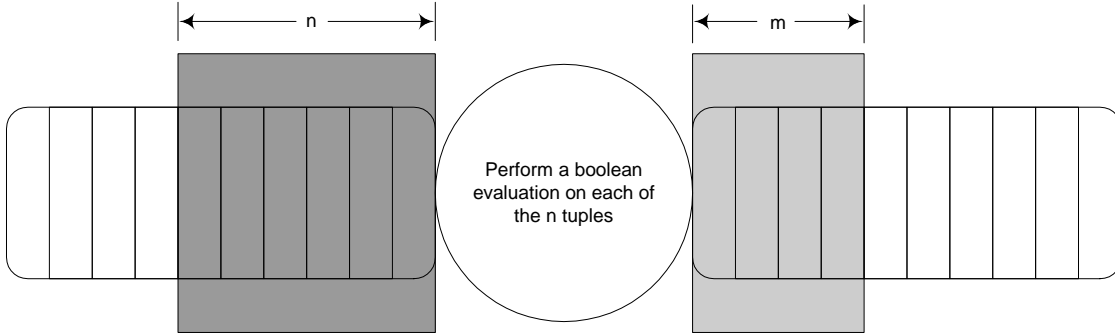 n
m
Perform a boolean
evaluation on each of
the n tuples